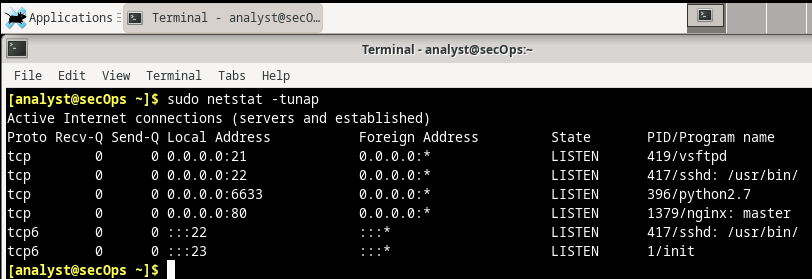 Applications Terminal - analyst@secO...
Terminal - analyst@secOps:~
File Edit View Terminal Tabs Help
[analyst@secOps ~]$ sudo netstat -tunap
Active Internet connections (servers and established)
Proto Recv-Q Send-Q Local Address           Foreign Address         State       PID/Program name
tcp        0      0 0.0.0.0:21              0.0.0.0:*               LISTEN      419/vsftpd
tcp        0      0 0.0.0.0:22              0.0.0.0:*               LISTEN      417/sshd: /usr/bin/
tcp        0      0 0.0.0.0:6633            0.0.0.0:*               LISTEN      396/python2.7
tcp        0      0 0.0.0.0:80              0.0.0.0:*               LISTEN      1379/nginx: master
tcp6       0      0 :::22                   :::*                    LISTEN      417/sshd: /usr/bin/
tcp6       0      0 :::23                   :::*                    LISTEN      1/init
[analyst@secOps ~]$